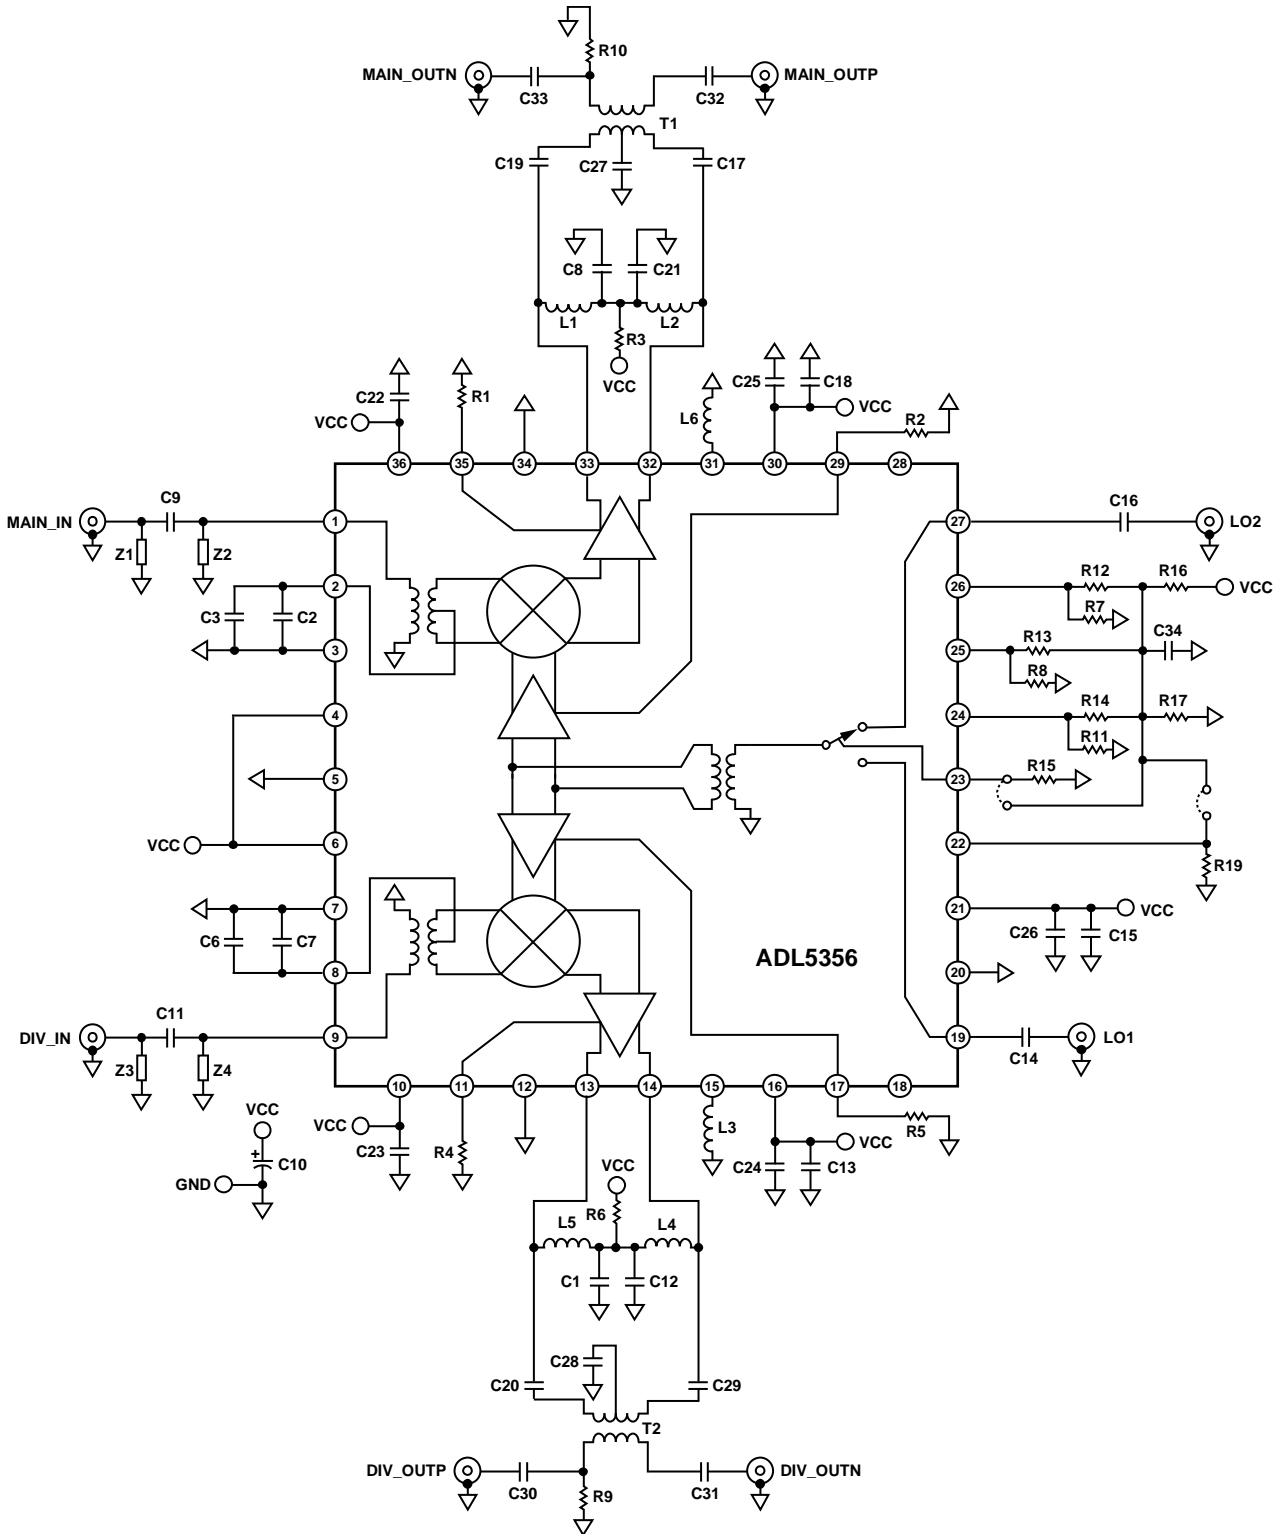 R10
MAIN_OUTN
MAIN_OUTP
C33
C32
T1
C19
C27
C17
C8
C21
L1
L2
R3
VCC
C22
R1
C25
C18
VCC
L6
R2
VCC
36
35
34
33
32
31
30
29
28
MAIN_IN
C9
Z1
Z2
1
27
C16
LO2
2
26
R12
R16
VCC
C3
C2
R7
3
25
R13
C34
R8
4
24
R14
R17
R11
5
23
R15
VCC
6
22
R19
7
21
VCC
C6
C7
C26
C15
8
ADL5356
20
DIV_IN
C11
Z3
Z4
9
19
C14
LO1
10
11
12
13
14
15
16
17
18
VCC
C10
+
GND
VCC
C23
R4
L3
VCC
C24
C13
R5
VCC
R6
L5
L4
C1
C12
C28
C20
C29
T2
DIV_OUTP
DIV_OUTN
C30
R9
C31